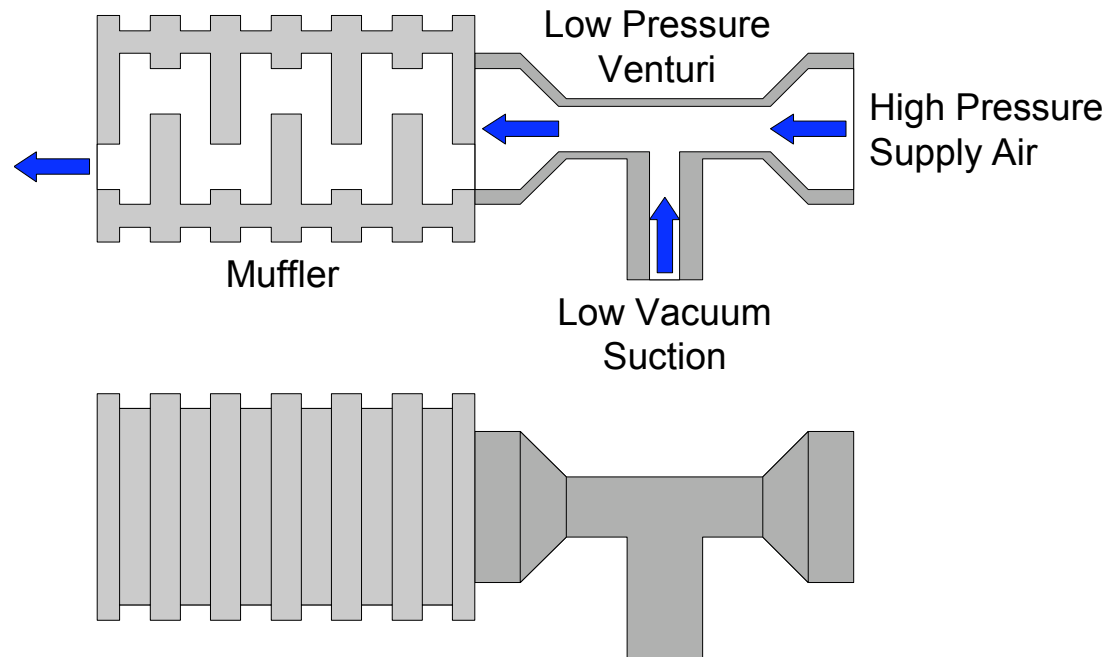 Low Pressure
Venturi
High Pressure
Supply Air
Muffler
Low Vacuum
Suction